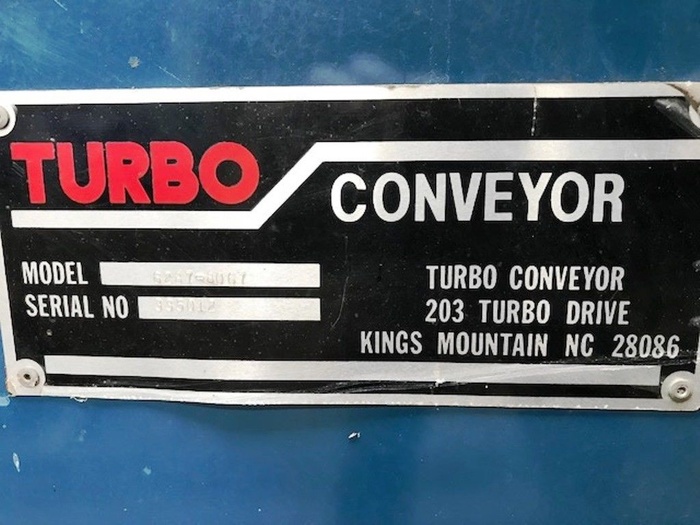 TURBO
CONVEYOR
MODEL
SERIAL NO
TURBO CONVEYOR
203 TURBO DRIVE
KINGS MOUNTAIN NC 28086